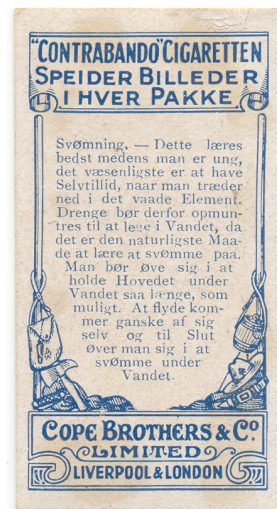 "CONTRABANDO" CIGARETTEN
SPEIDER BILLEDER
I HVER PAKKE
Svømning. — Dette læres
bedst medens man er ung,
det væsenligste er at have
Selvtillid, naar man træder
ned i det vaade Element.
Drenge bør derfor opmun-
tres til at lege i Vandet, da
det er den naturligste Maa-
de at lære at svømme paa.
Man bør øve sig i at
holde Hovedet under
Vandet saa længe, som
muligt. At flyde kom-
mer ganske af sig
selv og til Slut
øver man sig i at
svømme under
Vandet.
COPE BROTHERS & Co.
LIMITED
LIVERPOOL & LONDON